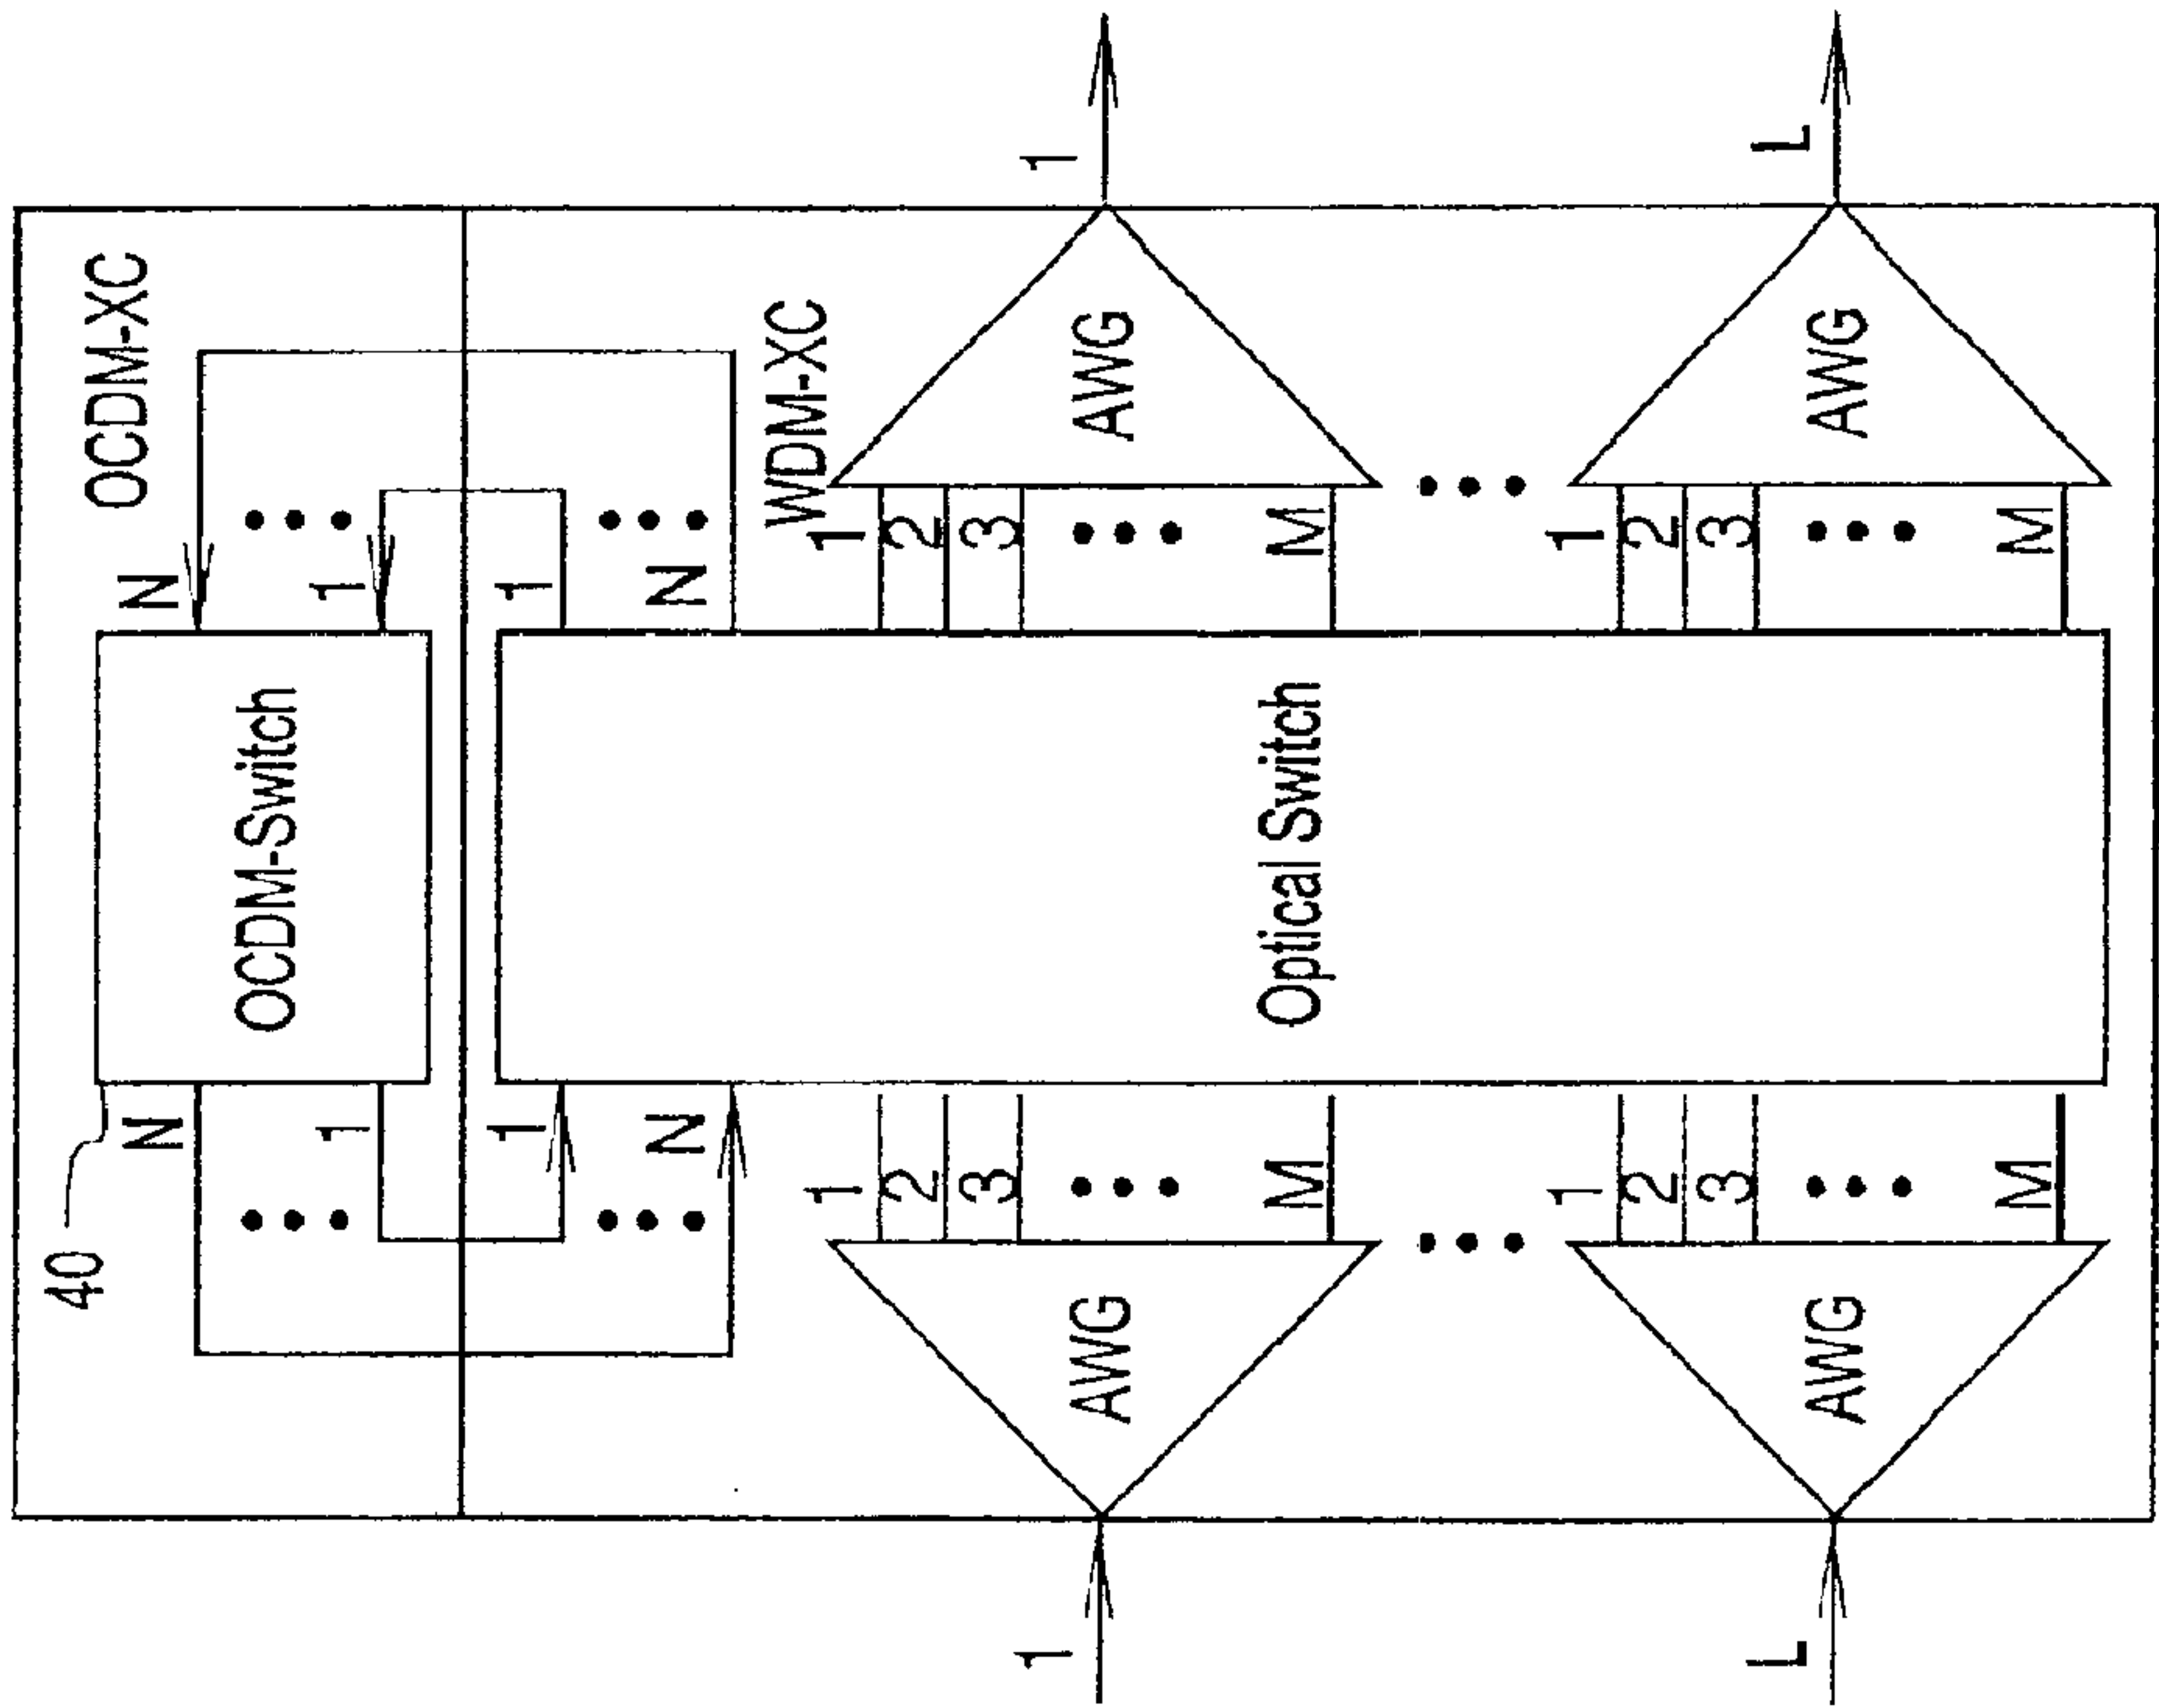 40
OCDM-XC
N N
OCDM-Switch
1 1
1 1
N N
WDM-XC
1 1
2 2
3 3
1 1
AWG AWG
Optical Switch
M M
1 1
2 2
3 3
L L
AWG AWG
M M